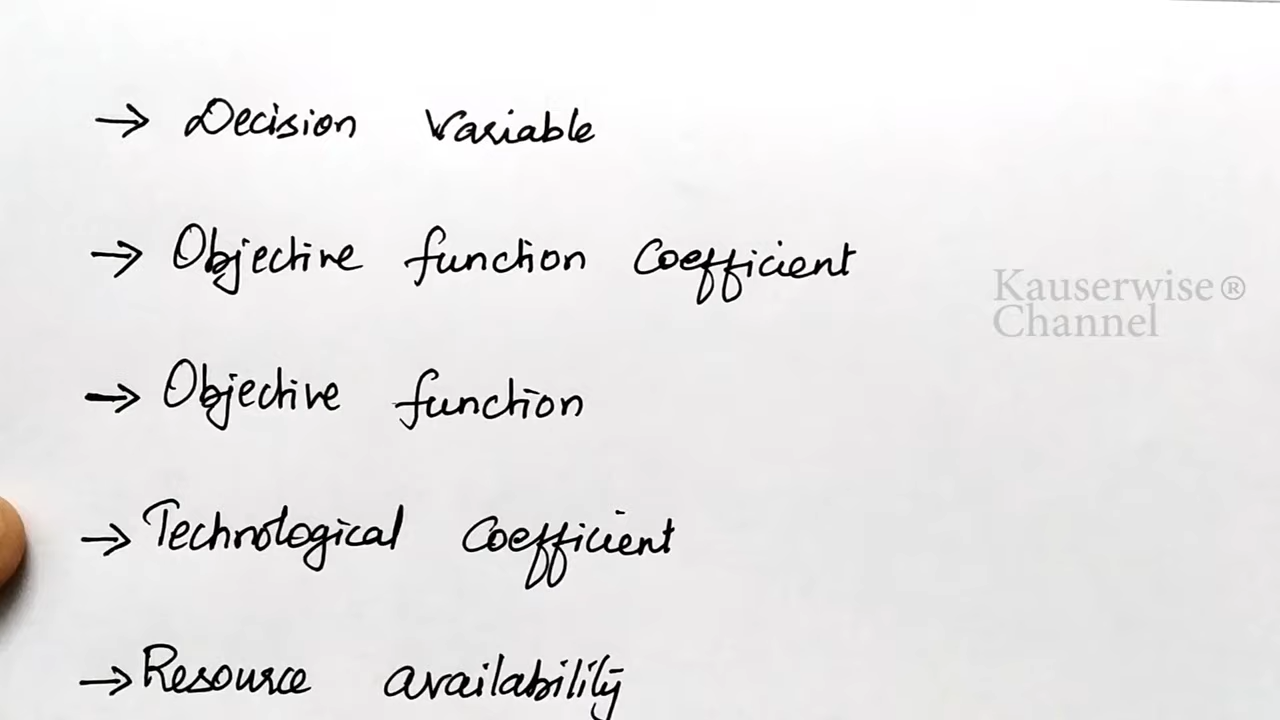 → Decision Variable
→ Objective function Coefficient
Kauserwise®
Channel
→ Objective function
→ Technological Coefficient
→ Resource availability